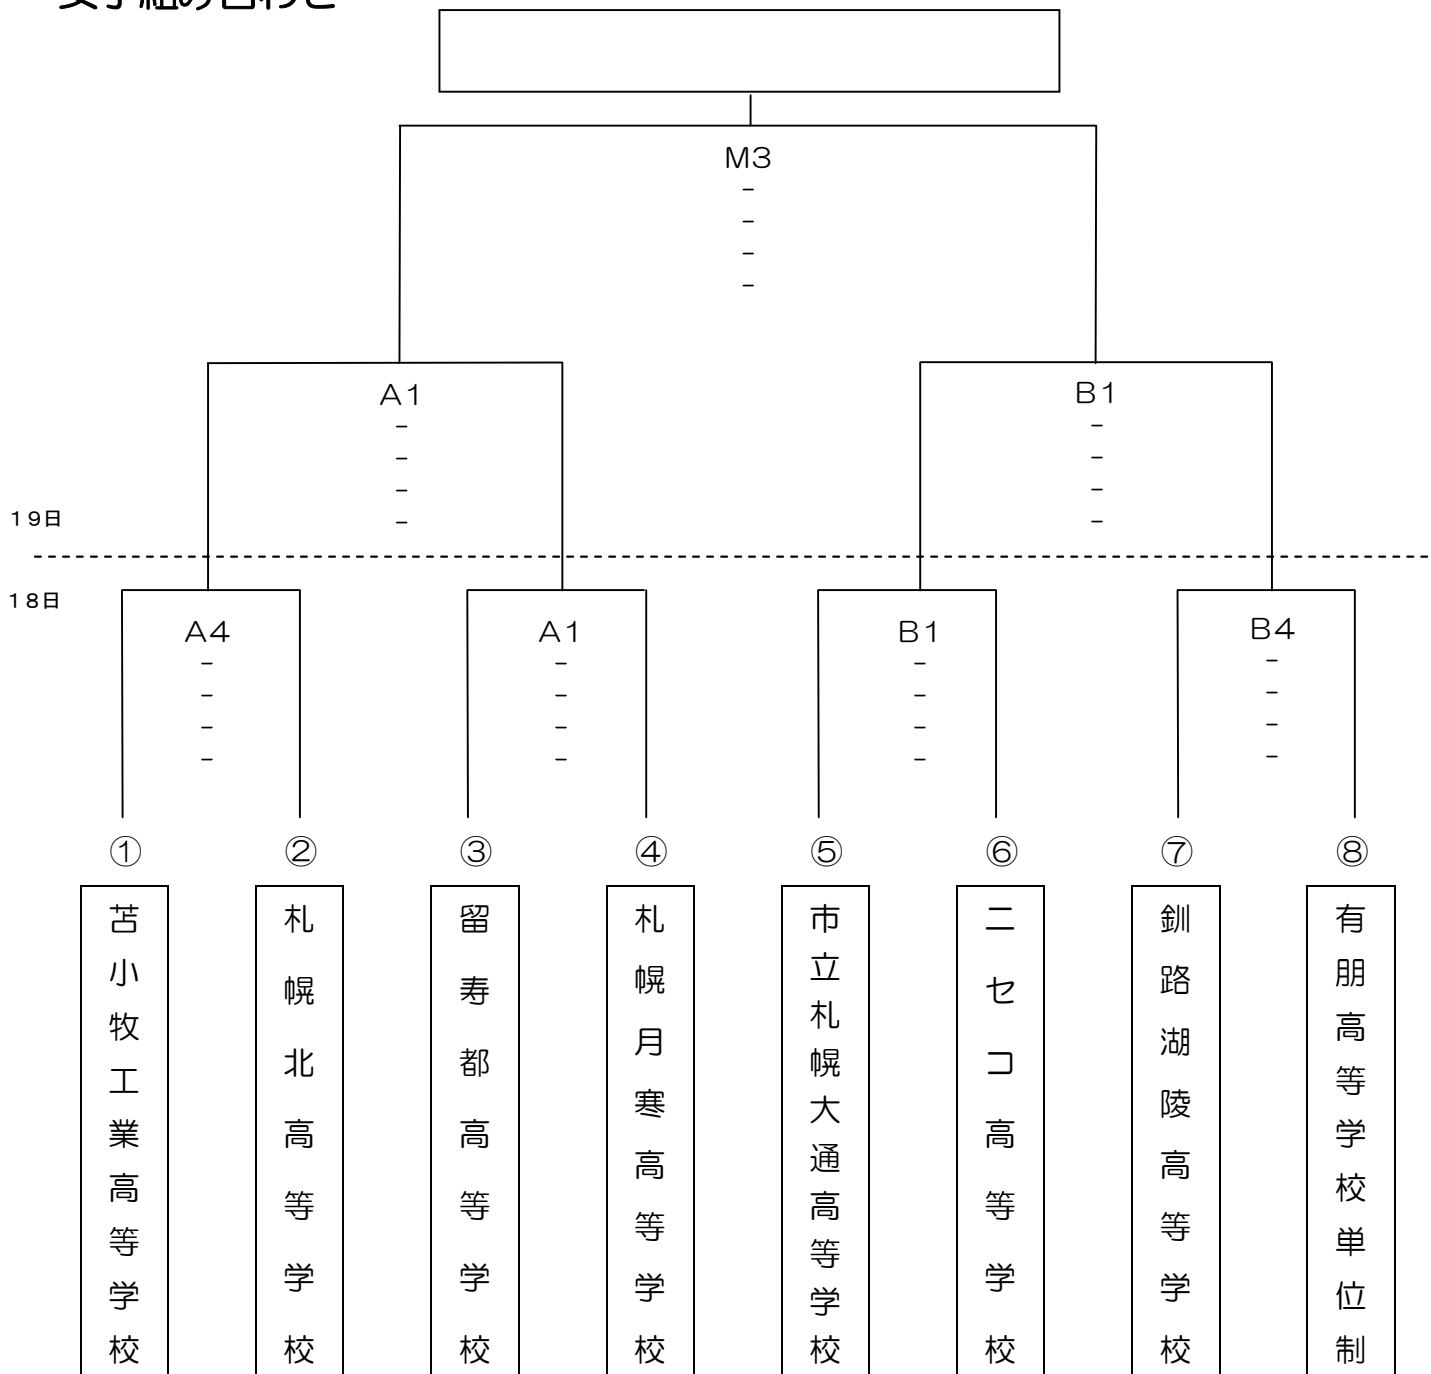 女子組み合わせ
M3
-
-
-
-
A1
-
-
-
-
B1
-
-
-
-
19日
18日
A4
-
-
-
-
A1
-
-
-
-
B1
-
-
-
-
B4
-
-
-
-
① ② ③ ④ ⑤ ⑥ ⑦ ⑧
苫小牧工業高等学校
札幌北高等学校
留寿都高等学校
札幌月寒高等学校
市立札幌大通高等学校
ニセコ高等学校
釧路湖陵高等学校
有朋高等学校単位制